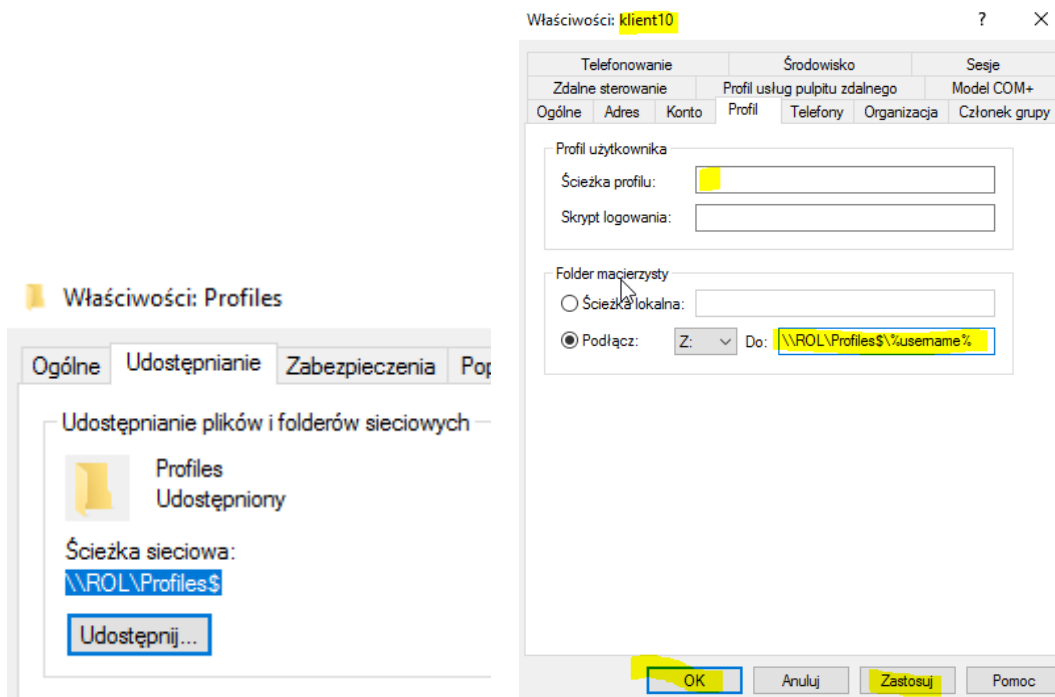 Właściwości: Profiles
Ogólne Udostępnianie Zabezpieczenia Pop
Udostępnianie plików i folderów sieciowych
Profiles
Udostępniony
Ścieżka sieciowa:
\\ROL\Profiles$
Udostępnij...
Właściwości: klient10 ? X
Telefonowanie Środowisko Sesje
Zdalne sterowanie Profil usług pulpitu zdalnego Model COM+
Ogólne Adres Konto Profil Telefony Organizacja Członek grupy
Profil użytkownika
Ścieżka profilu:
Skrypt logowania:
Folder macierzysty
Ścieżka lokalna:
Podłącz: Z: Do: \\ROL\Profiles$\%username%
OK Anuluj Zastosuj Pomoc